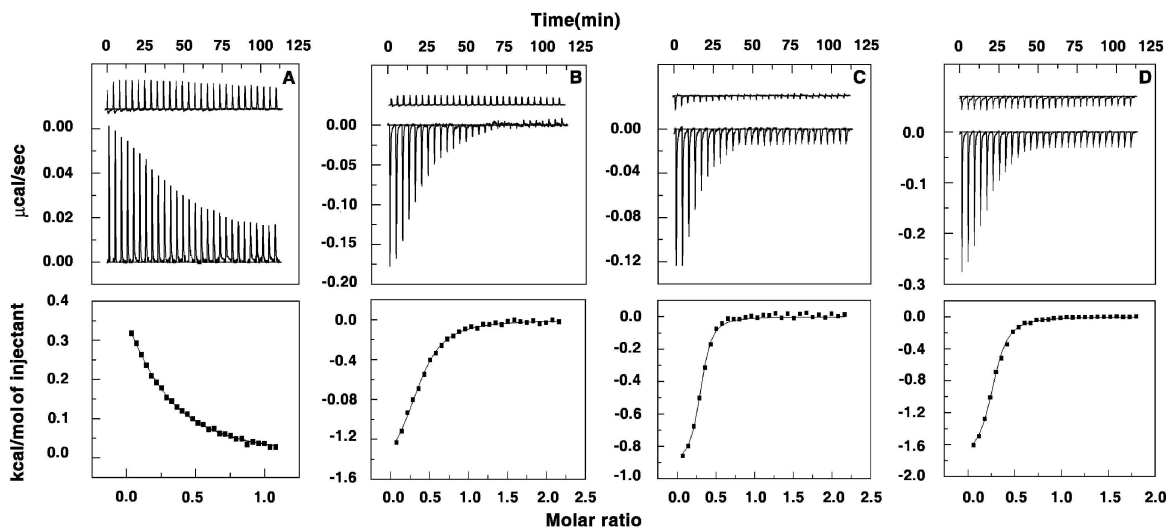 Time(min)
0 25 50 75 100 125
0 25 50 75 100 125
0 25 50 75 100 125
0 25 50 75 100 125
A
B
C
D
μcal/sec
0.00
0.04
0.02
0.00
0.00
-0.05
-0.10
-0.15
-0.20
0.00
-0.04
-0.08
-0.12
0.0
-0.1
-0.2
-0.3
kcal/mol of injectant
0.4
0.3
0.2
0.3
0.0
0.0
-0.4
-0.08
-1.2
-1.6
0.0
-0.2
-0.4
-0.6
-0.8
-1.0
0.0
-0.4
-0.8
-1.2
-1.6
-2.0
0.0 0.5 1.0
0.0 0.5 1.0 1.5 2.0 2.5
0.0 0.5 1.0 1.5 2.0 2.5
0.0 0.5 1.0 1.5 2.0
Molar ratio